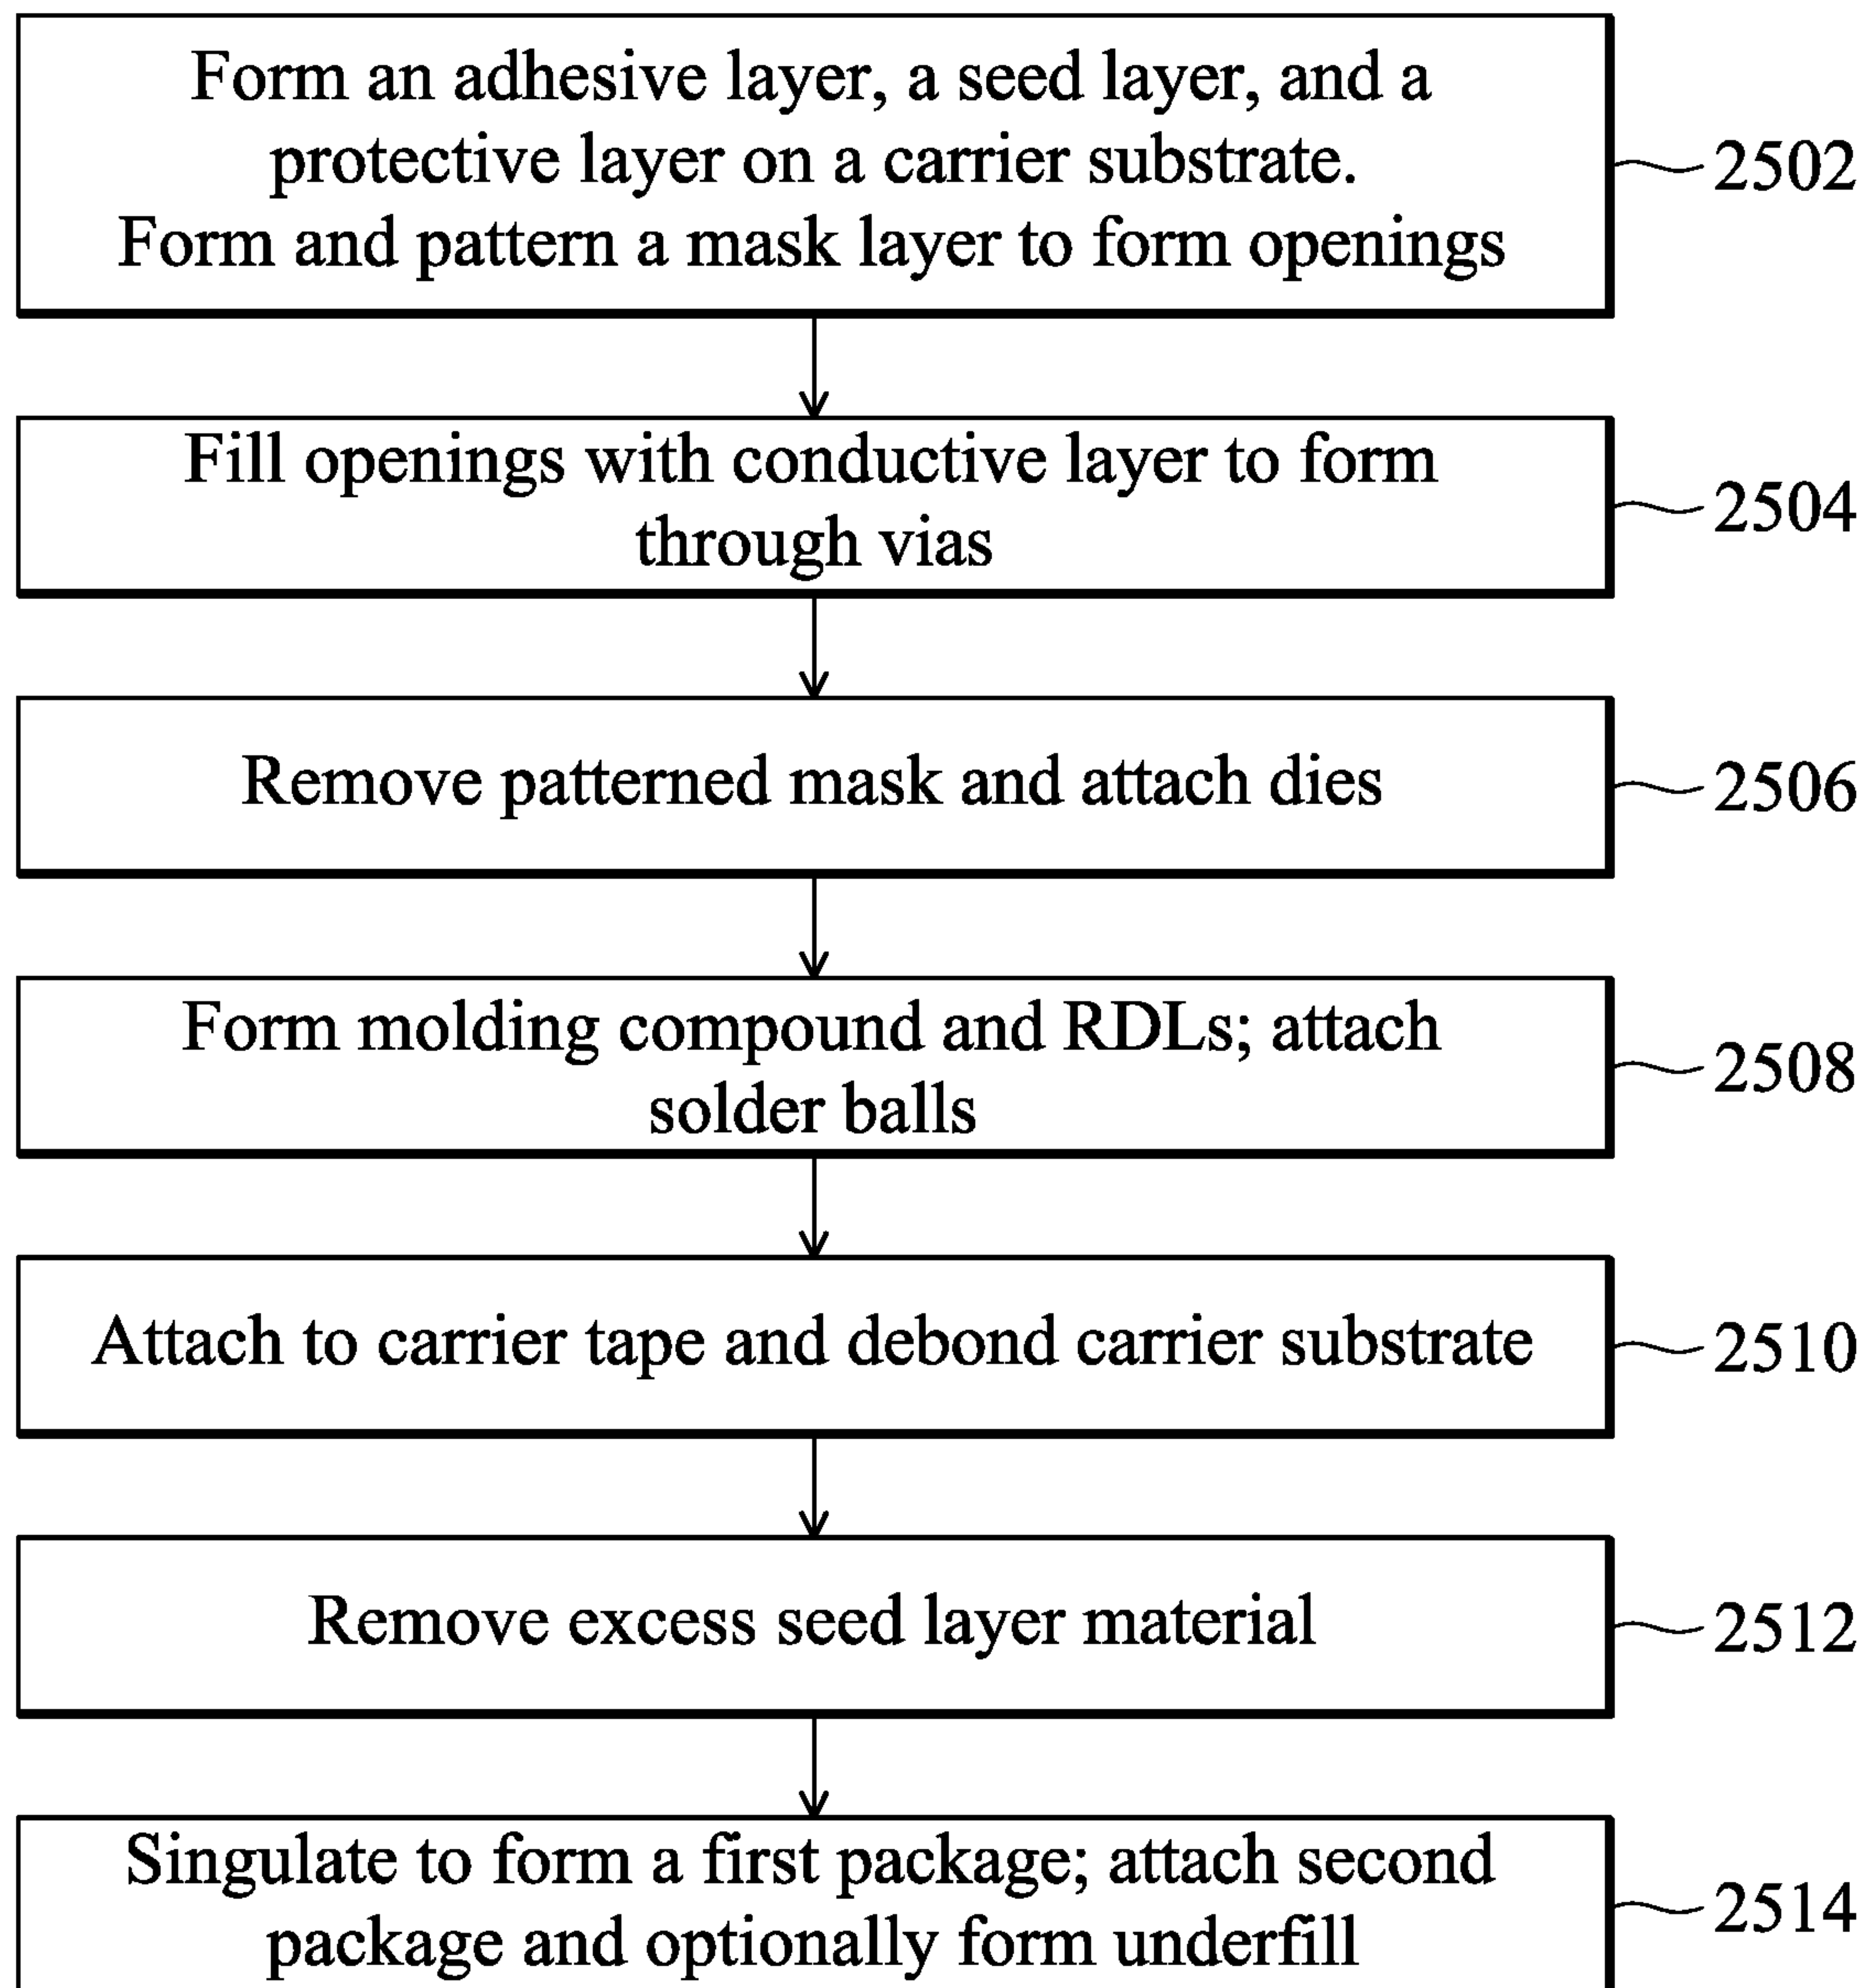 Form an adhesive layer, a seed layer, and a
protective layer on a carrier substrate.
Form and pattern a mask layer to form openings
2502
Fill openings with conductive layer to form
through vias
2504
Remove patterned mask and attach dies
2506
Form molding compound and RDLs; attach
solder balls
2508
Attach to carrier tape and debond carrier substrate
2510
Remove excess seed layer material
2512
Singulate to form a first package; attach second
package and optionally form underfill
2514